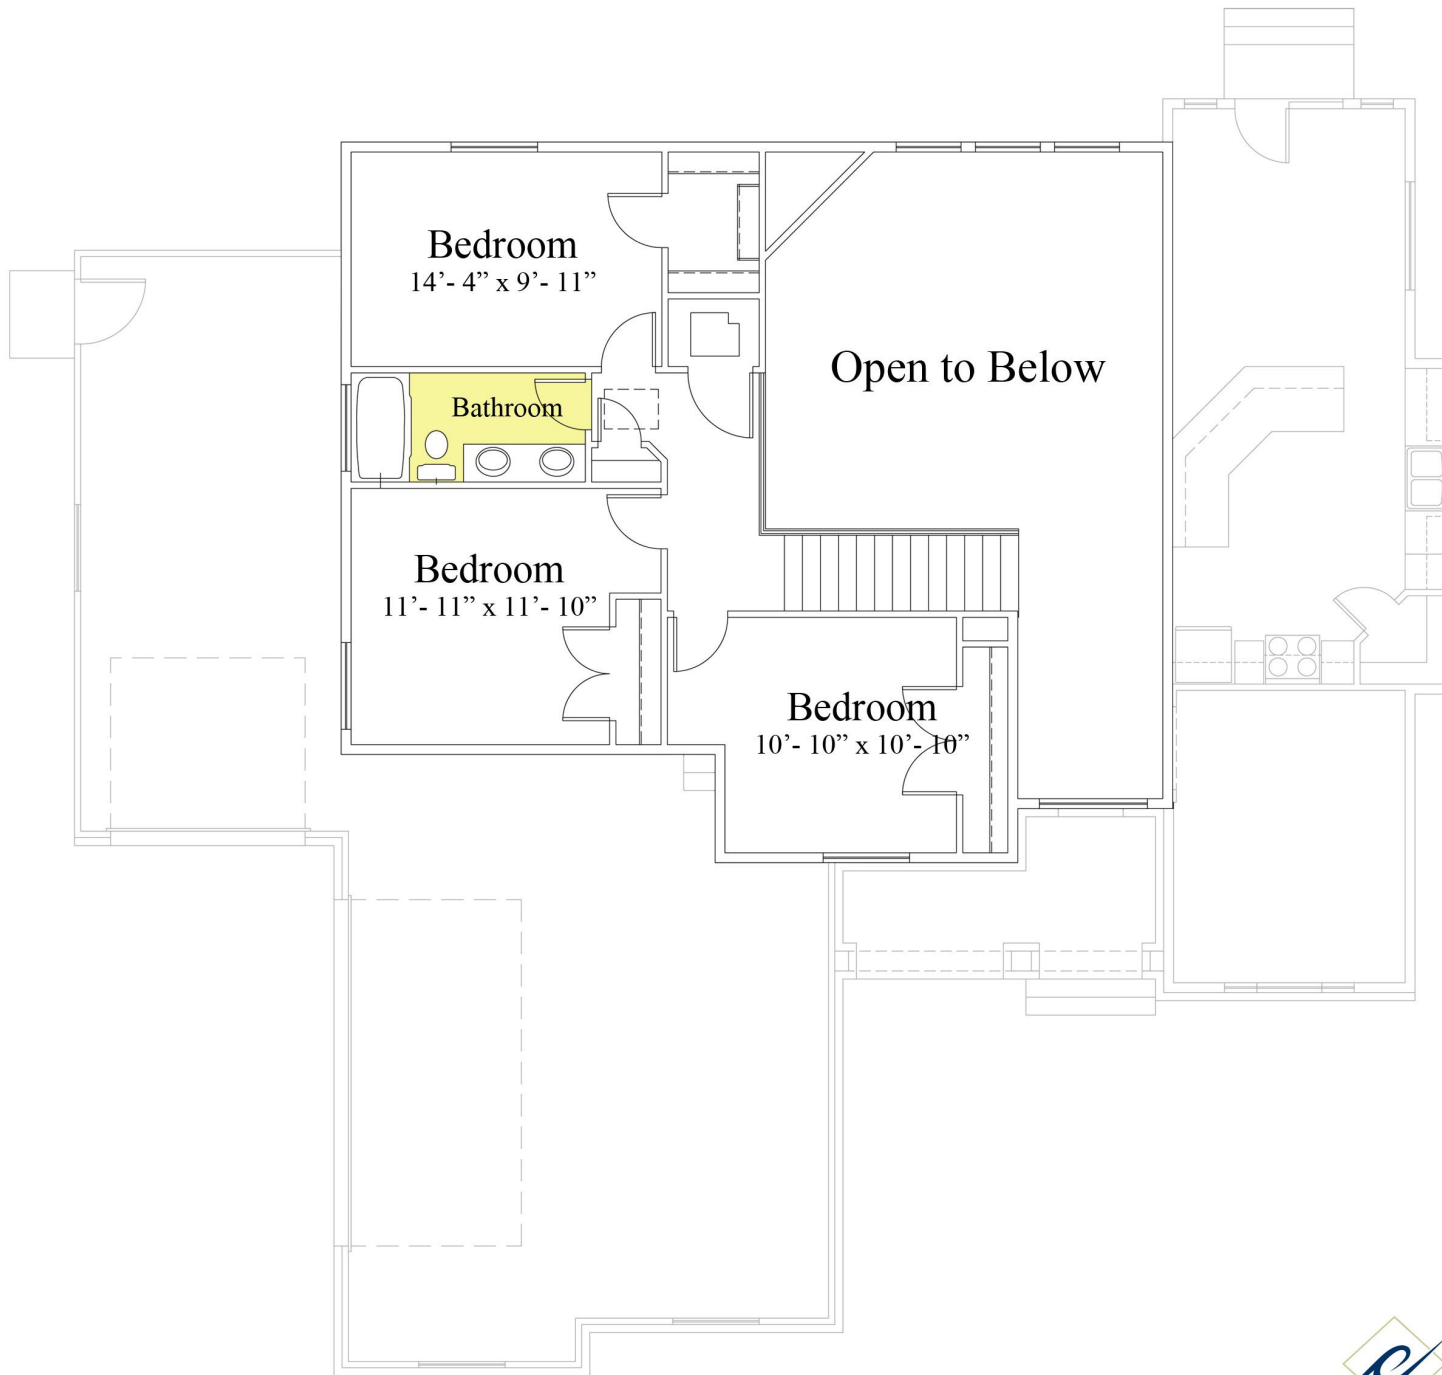 Bedroom
14’- 4” x 9’- 11”
Open to Below
Bathroom
Bedroom
11’- 11” x 11’- 10”
Bedroom
10’- 10” x 10’- 10”